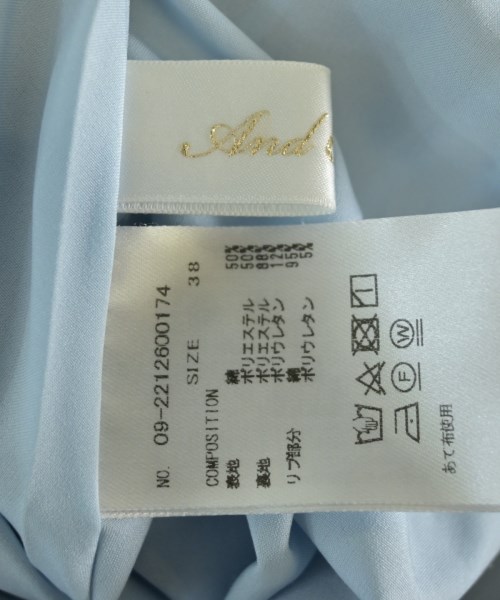 And
NO. 09-2212600174
SIZE 38
COMPOSITION
表地 綿 50%
ポリエステル 50%
裏地 ポリエステル 88%
ポリウレタン 12%
リブ部分 綿 95%
ポリウレタン 5%
F W
あて布使用